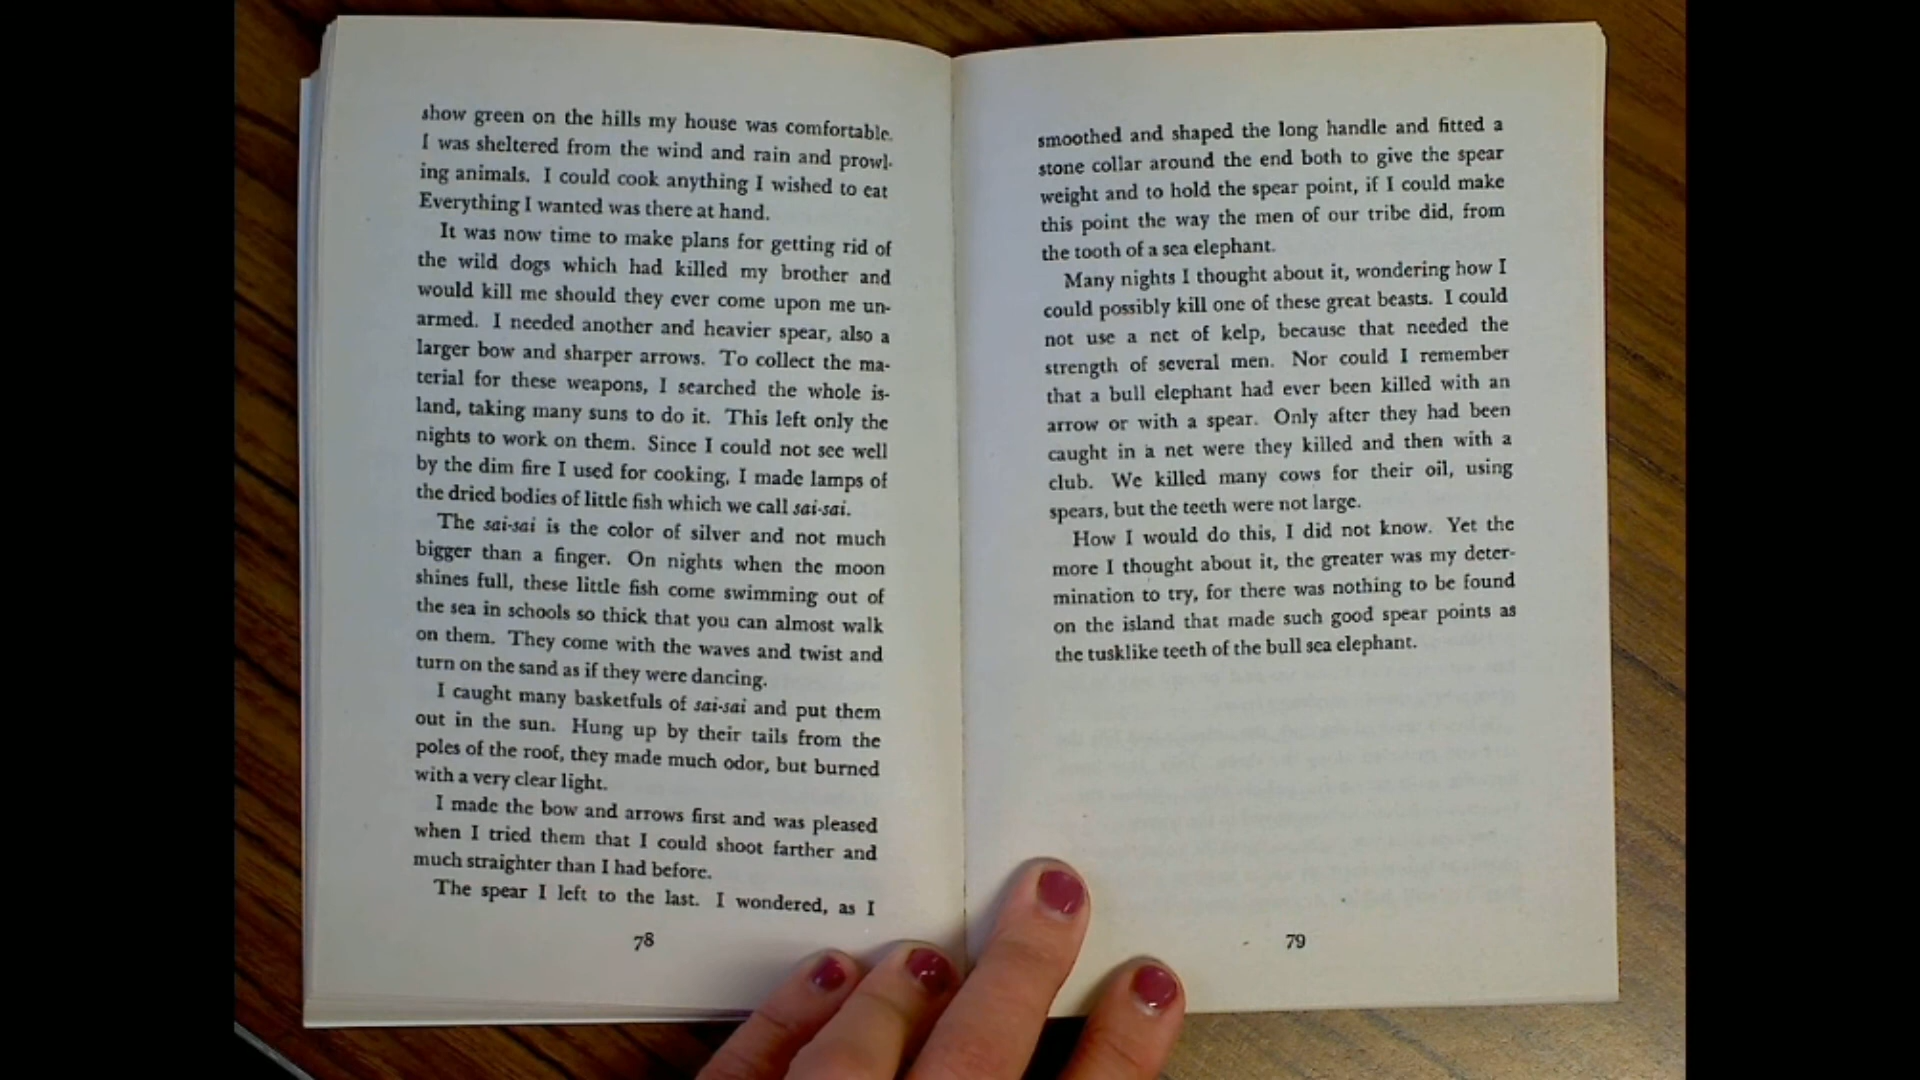 show green on the hills my house was comfortable.
I was sheltered from the wind and rain and prowl-
ing animals. I could cook anything I wished to eat
Everything I wanted was there at hand.
It was now time to make plans for getting rid of
the wild dogs which had killed my brother and
would kill me should they ever come upon me un-
armed. I needed another and heavier spear, also a
larger bow and sharper arrows. To collect the ma-
terial for these weapons, I searched the whole is-
land, taking many suns to do it. This left only the
nights to work on them. Since I could not see well
by the dim fire I used for cooking, I made lamps of
the dried bodies of little fish which we call sai-sai.
The sai-sai is the color of silver and not much
bigger than a finger. On nights when the moon
shines full, these little fish come swimming out of
the sea in schools so thick that you can almost walk
on them. They come with the waves and twist and
turn on the sand as if they were dancing.
I caught many basketfuls of sai-sai and put them
out in the sun. Hung up by their tails from the
poles of the roof, they made much odor, but burned
with a very clear light.
I made the bow and arrows first and was pleased
when I tried them that I could shoot farther and
much straighter than I had before.
The spear I left to the last. I wondered, as I
78
smoothed and shaped the long handle and fitted a
stone collar around the end both to give the spear
weight and to hold the spear point, if I could make
this point the way the men of our tribe did, from
the tooth of a sea elephant.
Many nights I thought about it, wondering how I
could possibly kill one of these great beasts. I could
not use a net of kelp, because that needed the
strength of several men. Nor could I remember
that a bull elephant had ever been killed with an
arrow or with a spear. Only after they had been
caught in a net were they killed and then with a
club. We killed many cows for their oil, using
spears, but the teeth were not large.
How I would do this, I did not know. Yet the
more I thought about it, the greater was my deter-
mination to try, for there was nothing to be found
on the island that made such good spear points as
the tusklike teeth of the bull sea elephant.
79